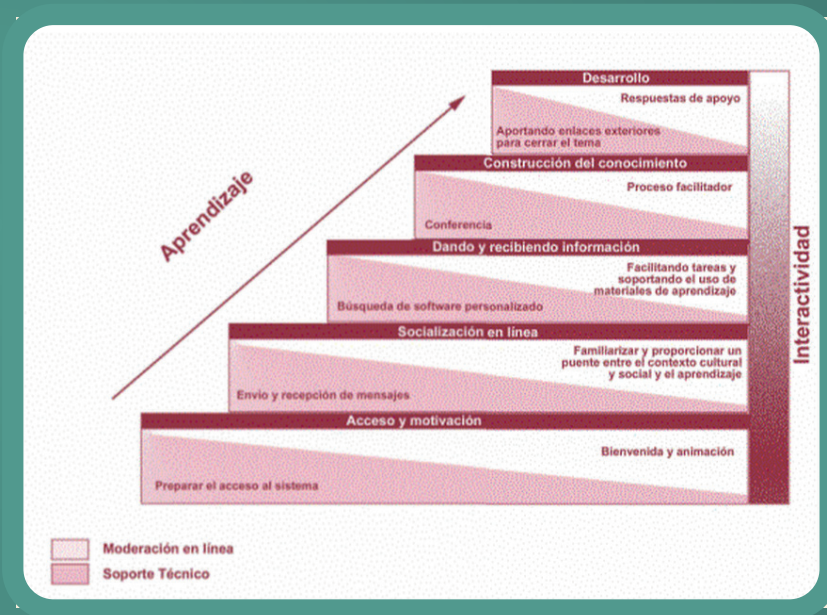 Desarrollo
Respuestas de apoyo
Aportando enlaces exteriores
para cerrar el tema
Construcción del conocimiento
Proceso facilitador
Conferencia
Dando y recibiendo información
Facilitando tareas y
soportando el uso de
materiales de aprendizaje
Búsqueda de software personalizado
Socialización en línea
Familiarizar y proporcionar un
puente entre el contexto cultural
y social y el aprendizaje
Envio y recepción de mensajes
Acceso y motivación
Bienvenida y animación
Preparar el acceso al sistema
Aprendizaje
Interactividad
Moderación en línea
Soporte Técnico